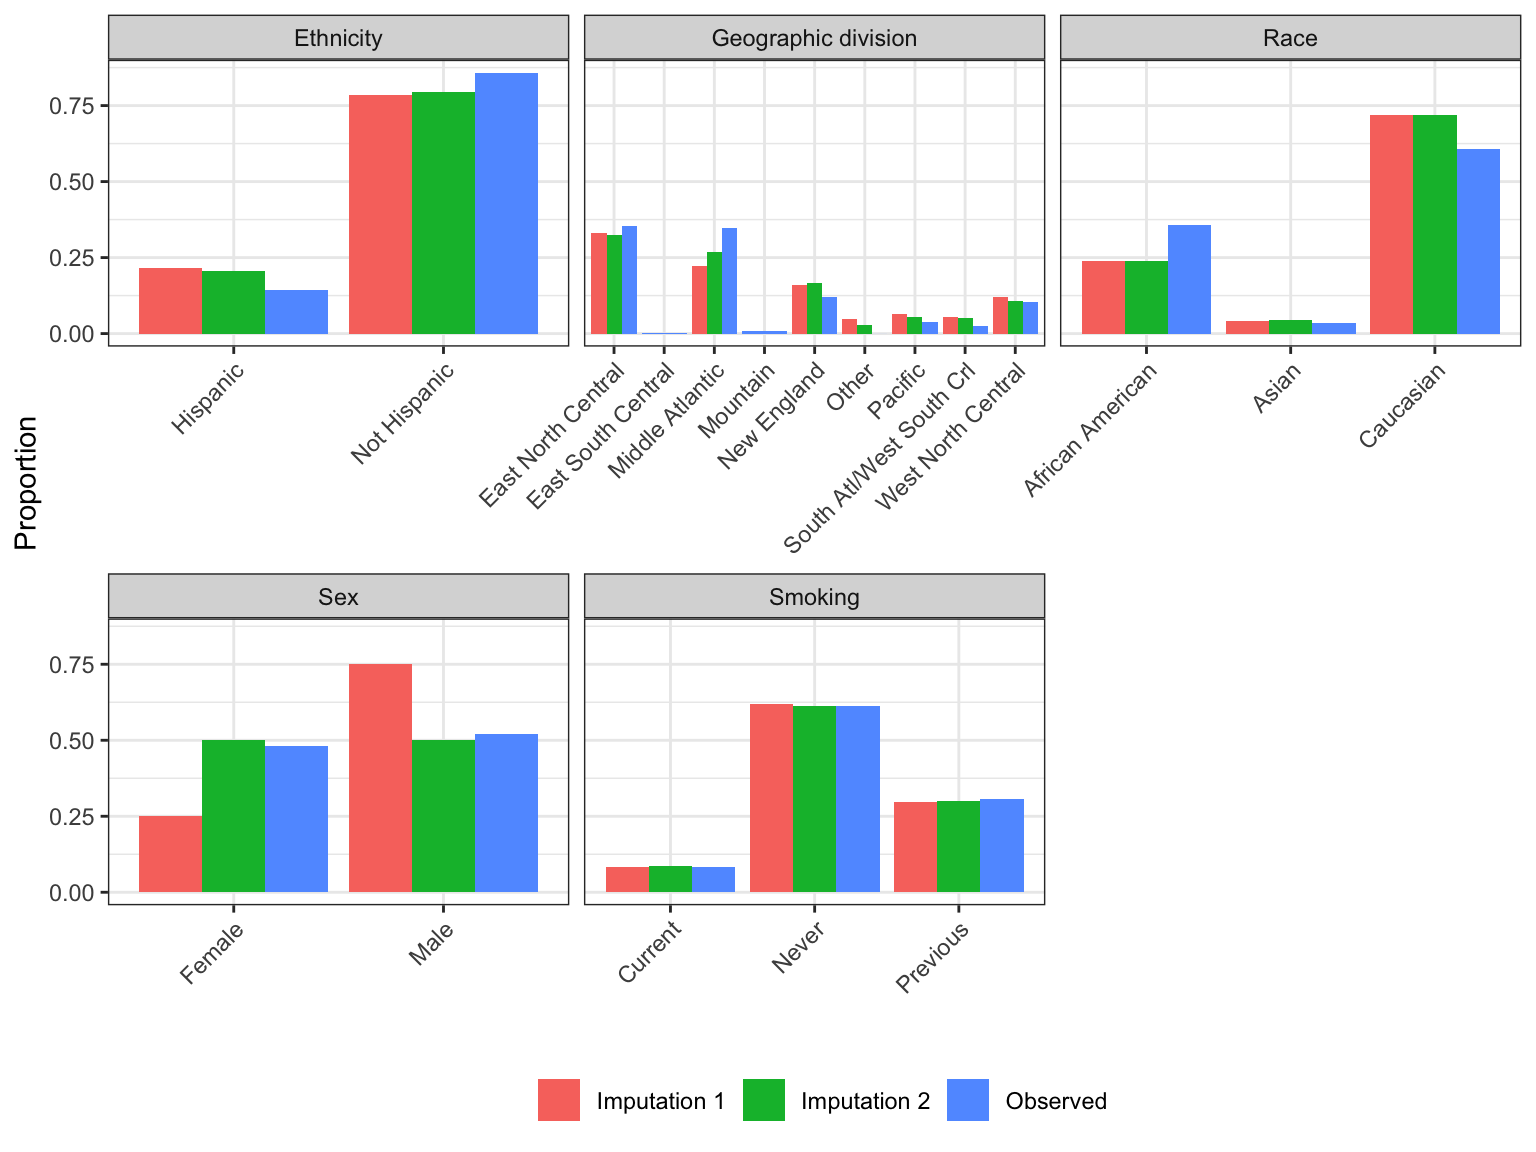 Ethnicity
Geographic division
Race
0.75
0.50
0.25
0.00
Hispanic
Not Hispanic
East North Central
East South Central
Middle Atlantic
Mountain
New England
Other
Pacific
South Atl/West South Crl
West North Central
African American
Asian
Caucasian
Proportion
Sex
Smoking
0.75
0.50
0.25
0.00
Female
Male
Current
Never
Previous
Imputation 1
Imputation 2
Observed